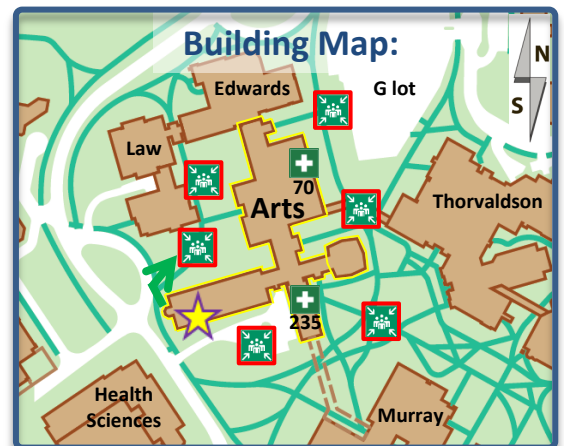 Building Map:
N
S
Edwards
G lot
Law
70
Arts
Thorvaldson
235
Health
Sciences
Murray